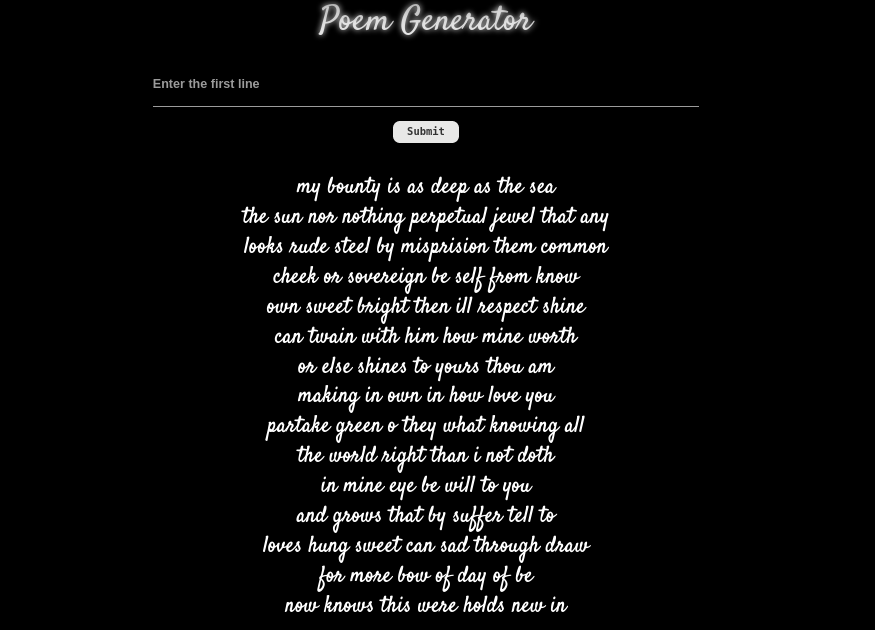 Poem Generator
Enter the first line
Submit
my bounty is as deep as the sea
the sun nor nothing perpetual jewel that any
looks rude steel by misprision them common
cheek or sovereign be self from know
own sweet bright then ill respect shine
can twain with him how mine worth
or else shines to yours thou am
making in own in how love you
partake green o they what knowing all
the world right than i not doth
in mine eye be will to you
and grows that by suffer tell to
loves hung sweet can sad through draw
for more bow of day of be
now knows this were holds new in